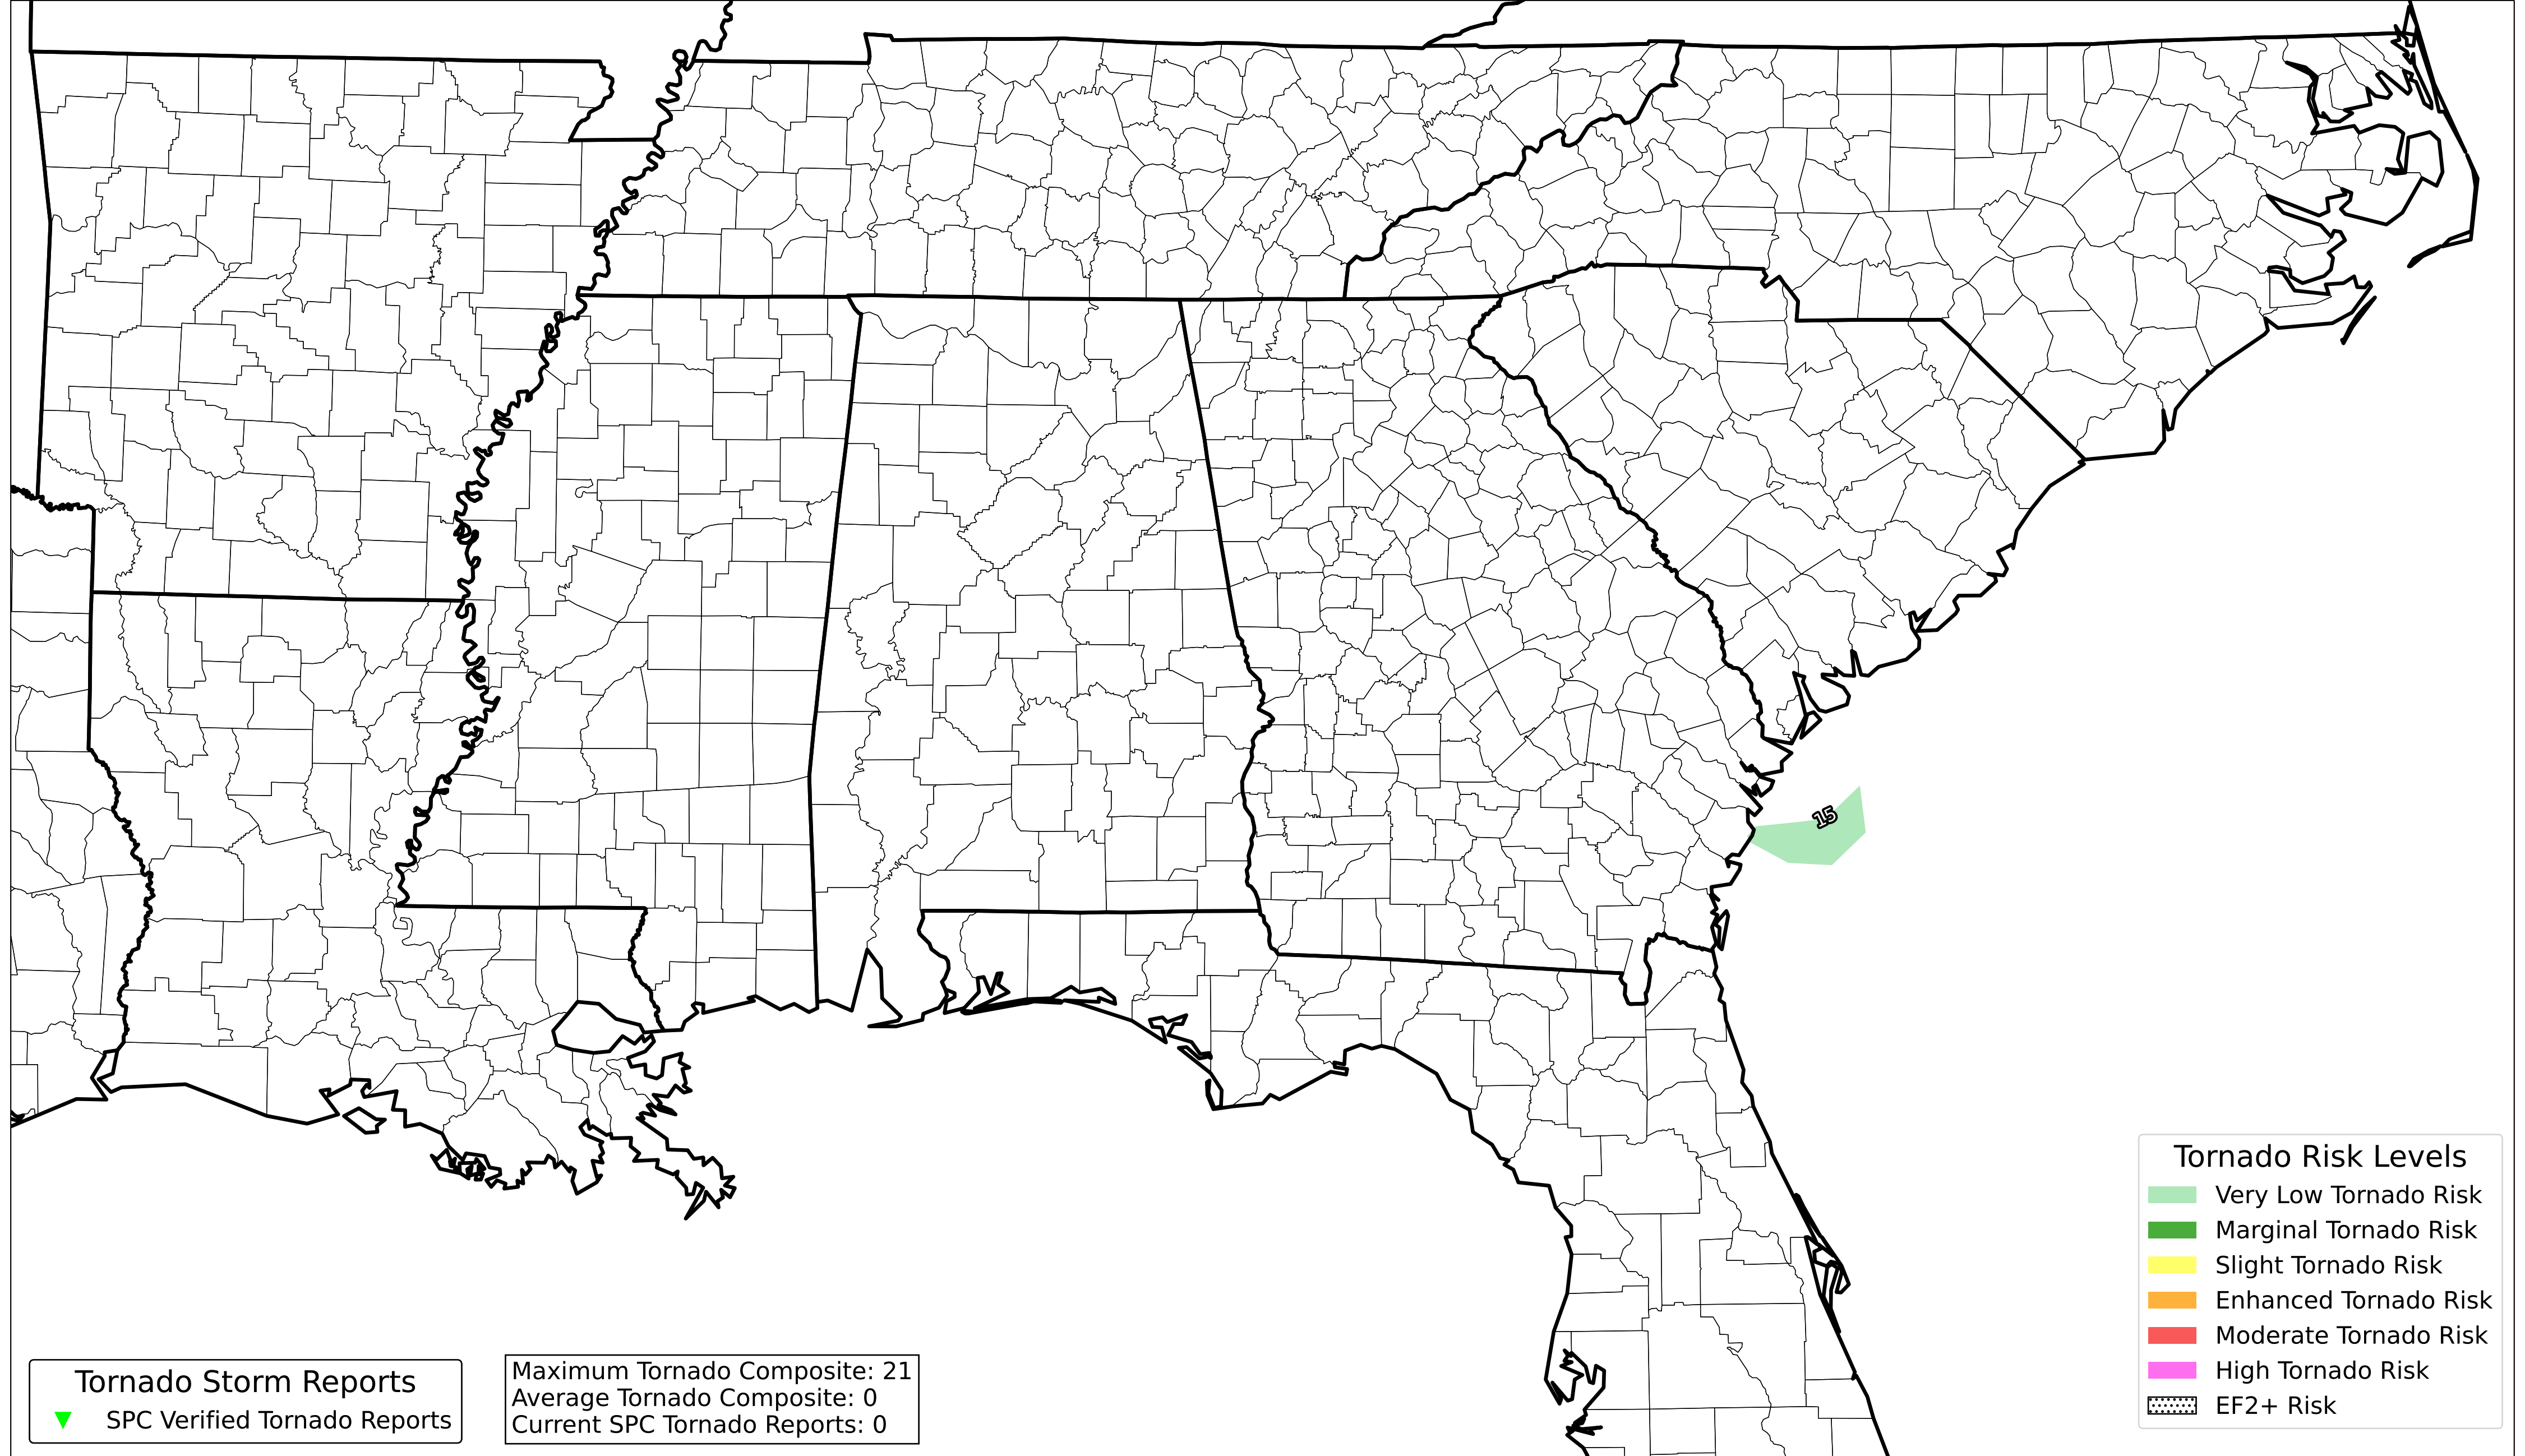 15
Tornado Risk Levels
Very Low Tornado Risk
Marginal Tornado Risk
Slight Tornado Risk
Enhanced Tornado Risk
Moderate Tornado Risk
High Tornado Risk
EF2+ Risk
Tornado Storm Reports
SPC Verified Tornado Reports
Maximum Tornado Composite: 21
Average Tornado Composite: 0
Current SPC Tornado Reports: 0